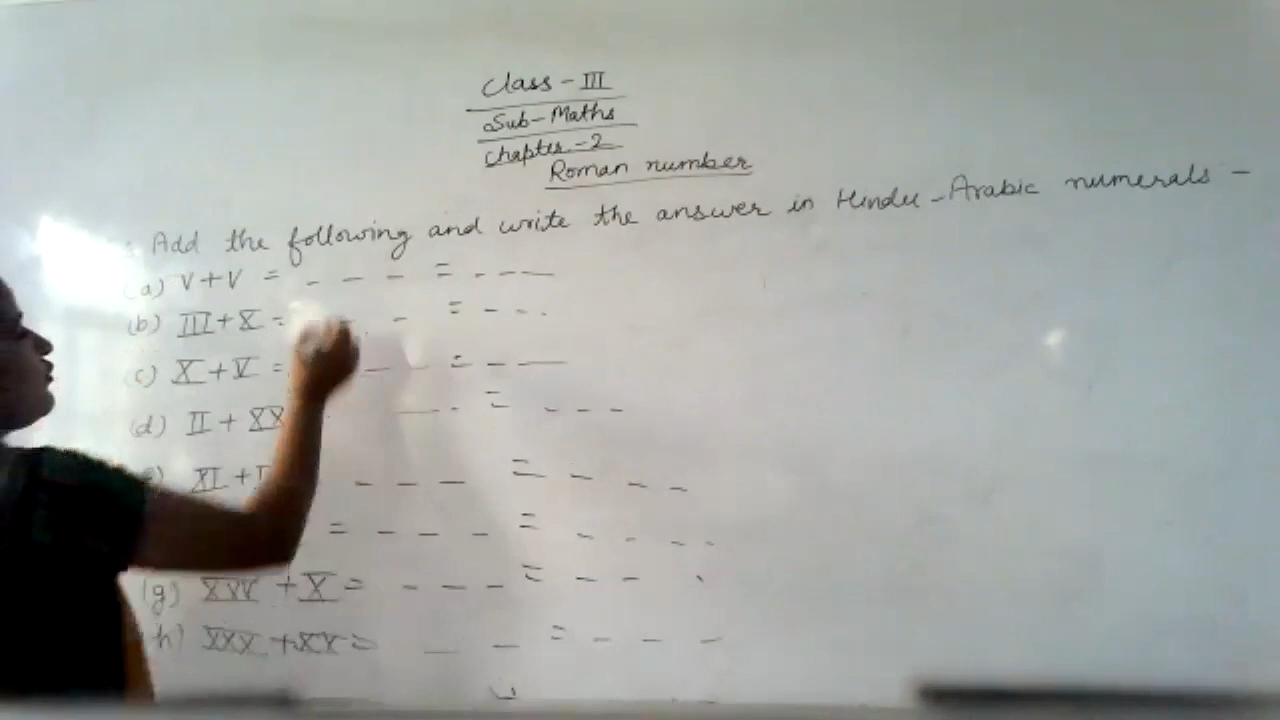 Class - III
Sub - Maths
Chapter - 2
Roman number
Add the following and write the answer in Hindu - Arabic numerals -
(a) V + V = _ _ _ = _ _ _
(b) III + X = _ _ = _ _ _
(c) X + V = _ _ = _ _
(d) II + XX _ _ = _ _ _
XI + _ _ _ = _ _ _ _
= _ _ _ _ = _ _ _ _
(g) + X = _ _ _ = _ _ _
h) XXX + XX = _ _ = _ _ _